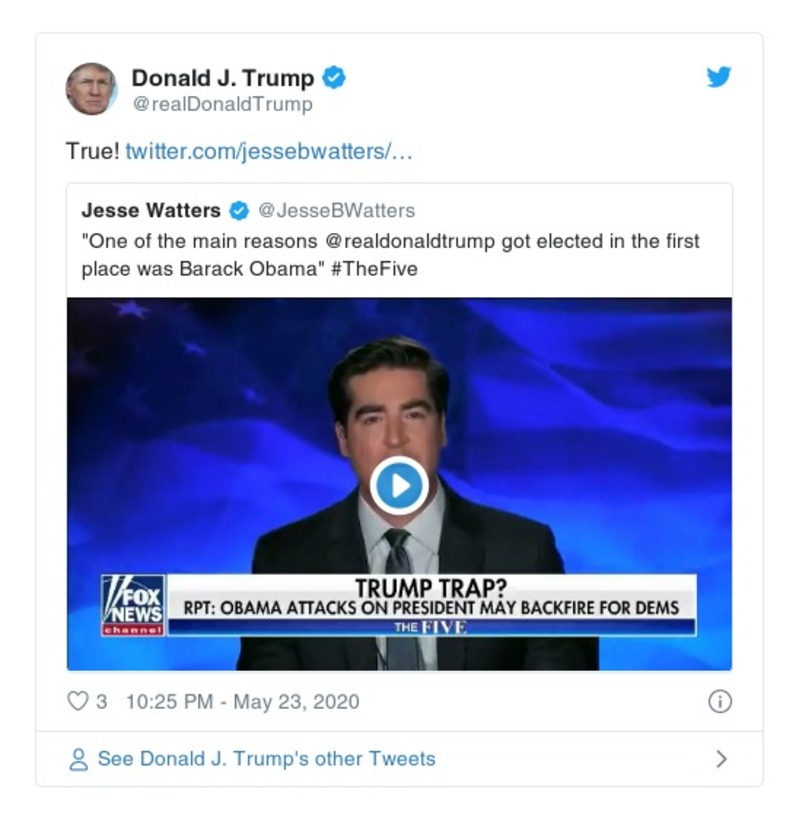 Donald J. Trump
@realDonaldTrump
True! twitter.com/jessebwatters/…
Jesse Watters @JesseBWatters
"One of the main reasons @realdonaldtrump got elected in the first
place was Barack Obama" #TheFive
FOX
NEWS
channel
TRUMP TRAP?
RPT: OBAMA ATTACKS ON PRESIDENT MAY BACKFIRE FOR DEMS
THE FIVE
3 10:25 PM - May 23, 2020
See Donald J. Trump's other Tweets